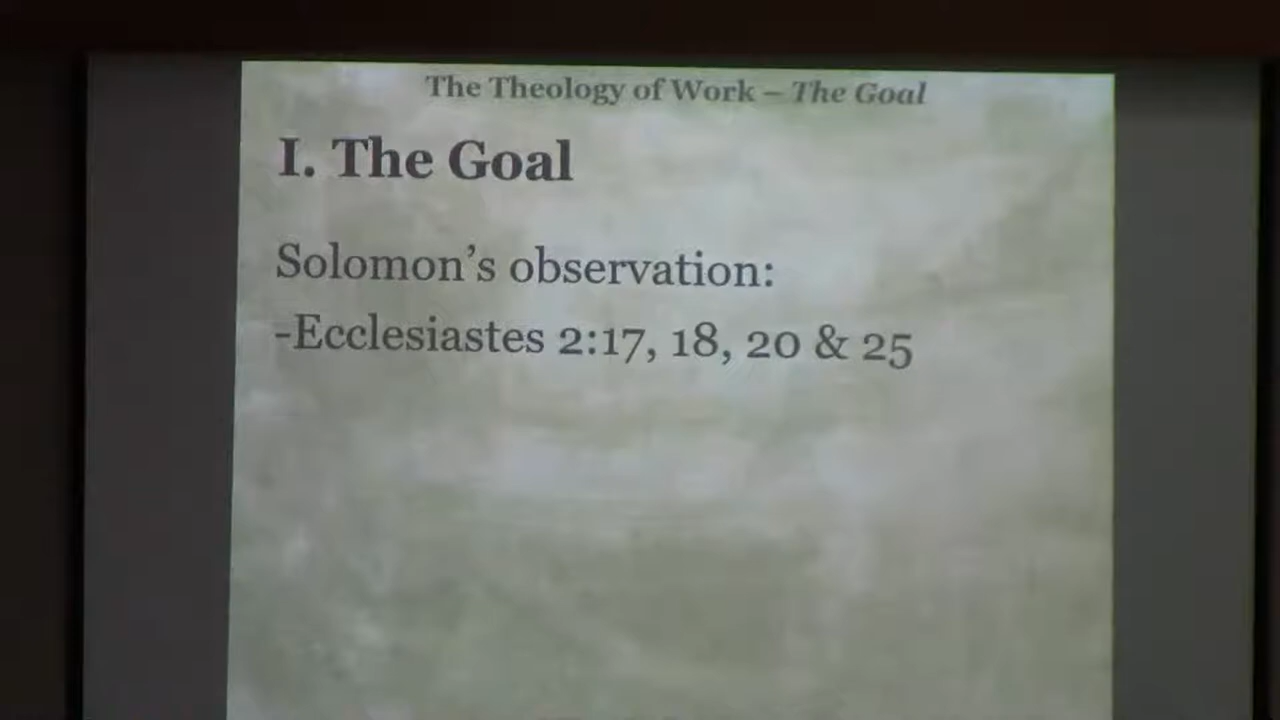 The Theology of Work – The Goal
I. The Goal
Solomon’s observation:
-Ecclesiastes 2:17, 18, 20 & 25